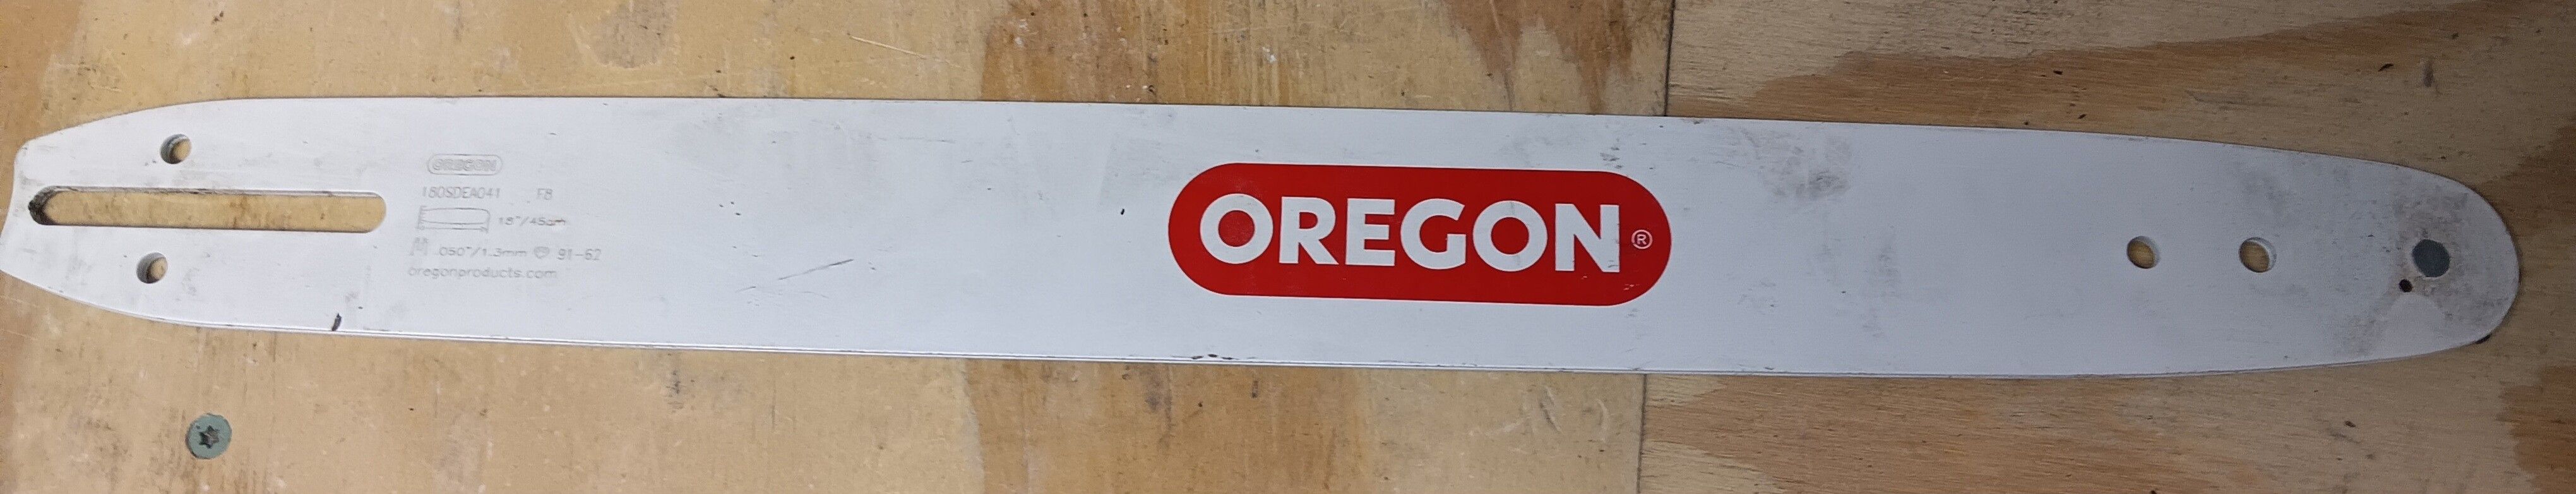 OREGON
180SDEA041 F8
18"/45cm
.050"/1.3mm 91-62
oregonproducts.com
OREGON®